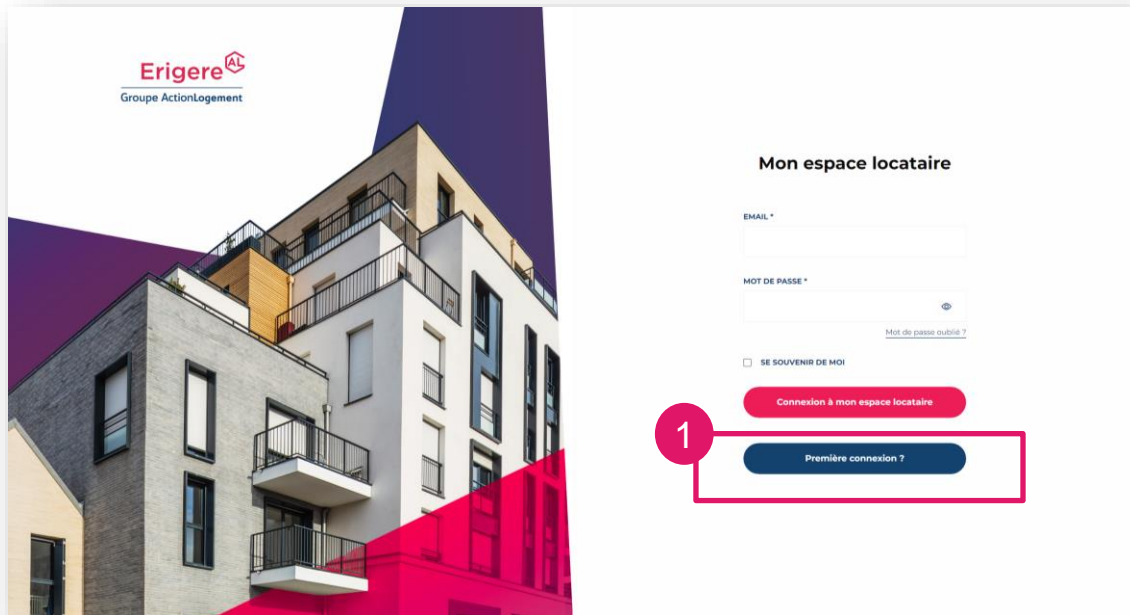 Erigere AL
Groupe ActionLogement
Mon espace locataire
EMAIL *
MOT DE PASSE *
Mot de passe oublié ?
SE SOUVENIR DE MOI
Connexion à mon espace locataire
1
Première connexion ?